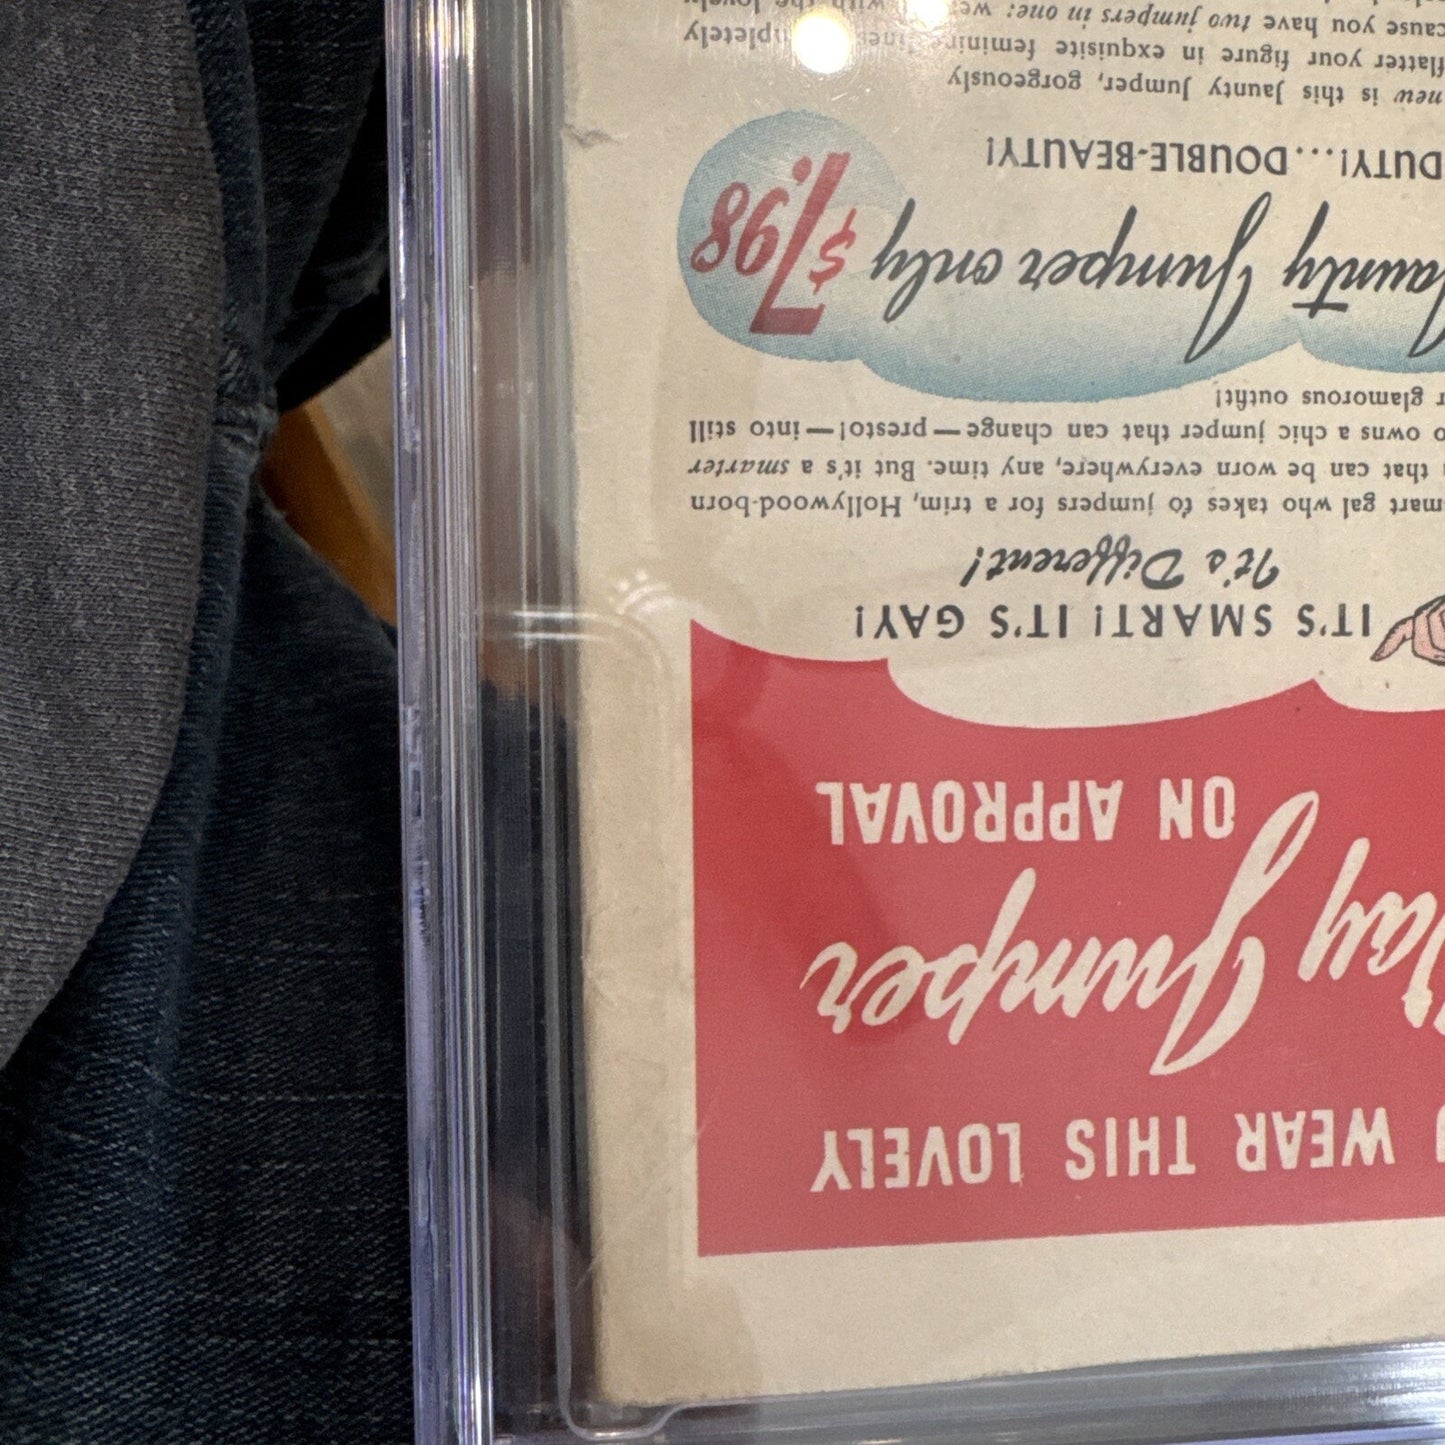 WEAR THIS LOVELY
Jumper
ON APPROVAL
IT'S SMART! IT'S GAY!
It's Different!
gal who takes to jumpers for a trim, Hollywood-born
that can be worn everywhere, any time. But it's a smarter
owns a chic jumper that can change—presto!—into still
glamorous outfit!
Jaunty Jumper only $7.98
DOUBLE-BEAUTY!
new is this Jaunty Jumper, gorgeously
flatter your figure in exquisite feminine
cause you have two jumpers in one: